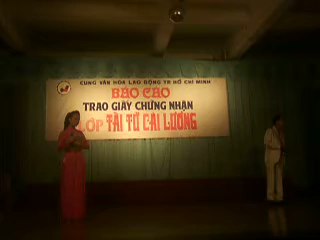 CUNG VĂN HÓA LAO ĐỘNG TP. HỒ CHÍ MINH
BÁO CÁO
TRAO GIẤY CHỨNG NHẬN
LỚP TÀI TỬ CẢI LƯƠNG